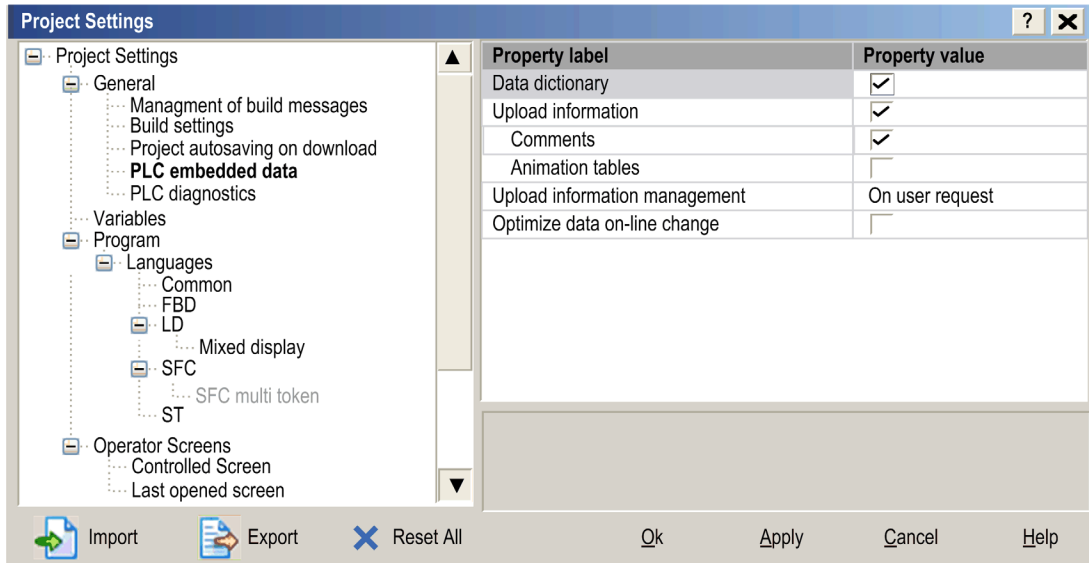 Project Settings
?
Project Settings
General
Managment of build messages
Build settings
Project autosaving on download
PLC embedded data
PLC diagnostics
Variables
Program
Languages
Common
FBD
LD
Mixed display
SFC
SFC multi token
ST
Operator Screens
Controlled Screen
Last opened screen
Property label Property value
Data dictionary
Upload information
Comments
Animation tables
Upload information management On user request
Optimize data on-line change
Import Export Reset All Ok Apply Cancel Help